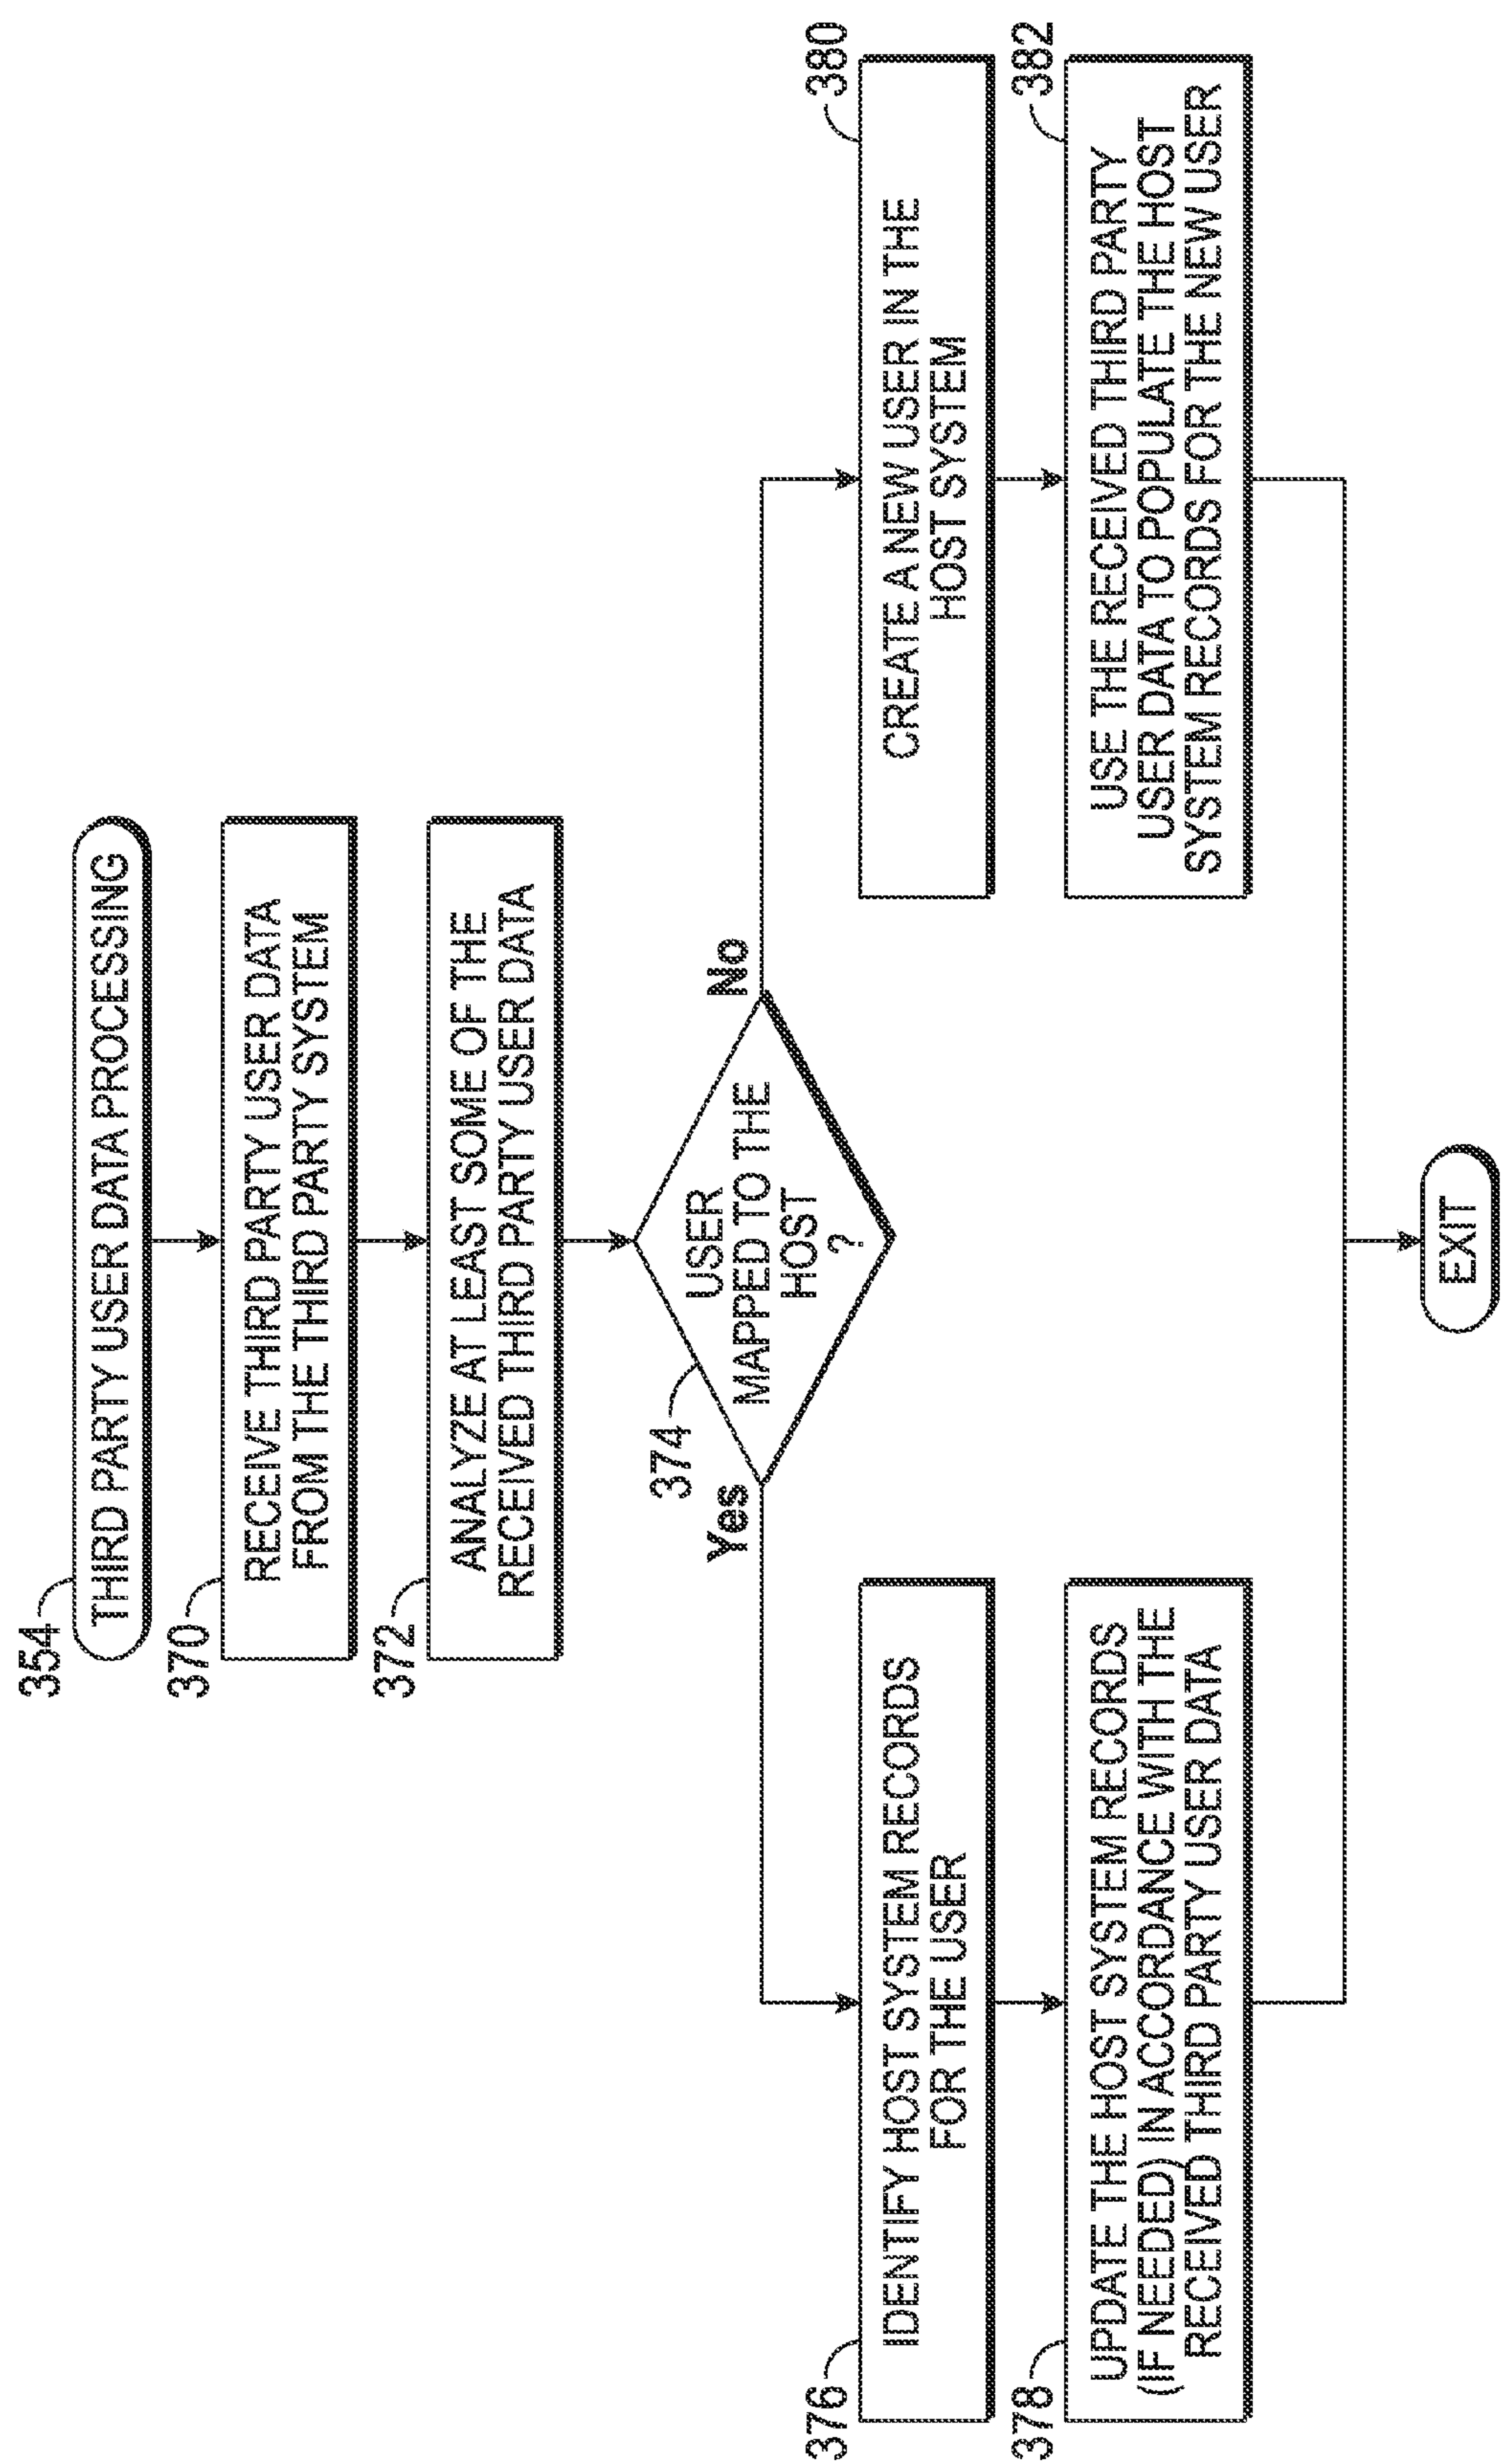 354
THIRD PARTY USER DATA PROCESSING
370
RECEIVE THIRD PARTY USER DATA
FROM THE THIRD PARTY SYSTEM
372
ANALYZE AT LEAST SOME OF THE
RECEIVED THIRD PARTY USER DATA
374
USER
MAPPED TO THE
HOST
?
Yes
No
376
IDENTIFY HOST SYSTEM RECORDS
FOR THE USER
378
UPDATE THE HOST SYSTEM RECORDS
(IF NEEDED) IN ACCORDANCE WITH THE
RECEIVED THIRD PARTY USER DATA
380
CREATE A NEW USER IN THE
HOST SYSTEM
382
USE THE RECEIVED THIRD PARTY
USER DATA TO POPULATE THE HOST
SYSTEM RECORDS FOR THE NEW USER
EXIT